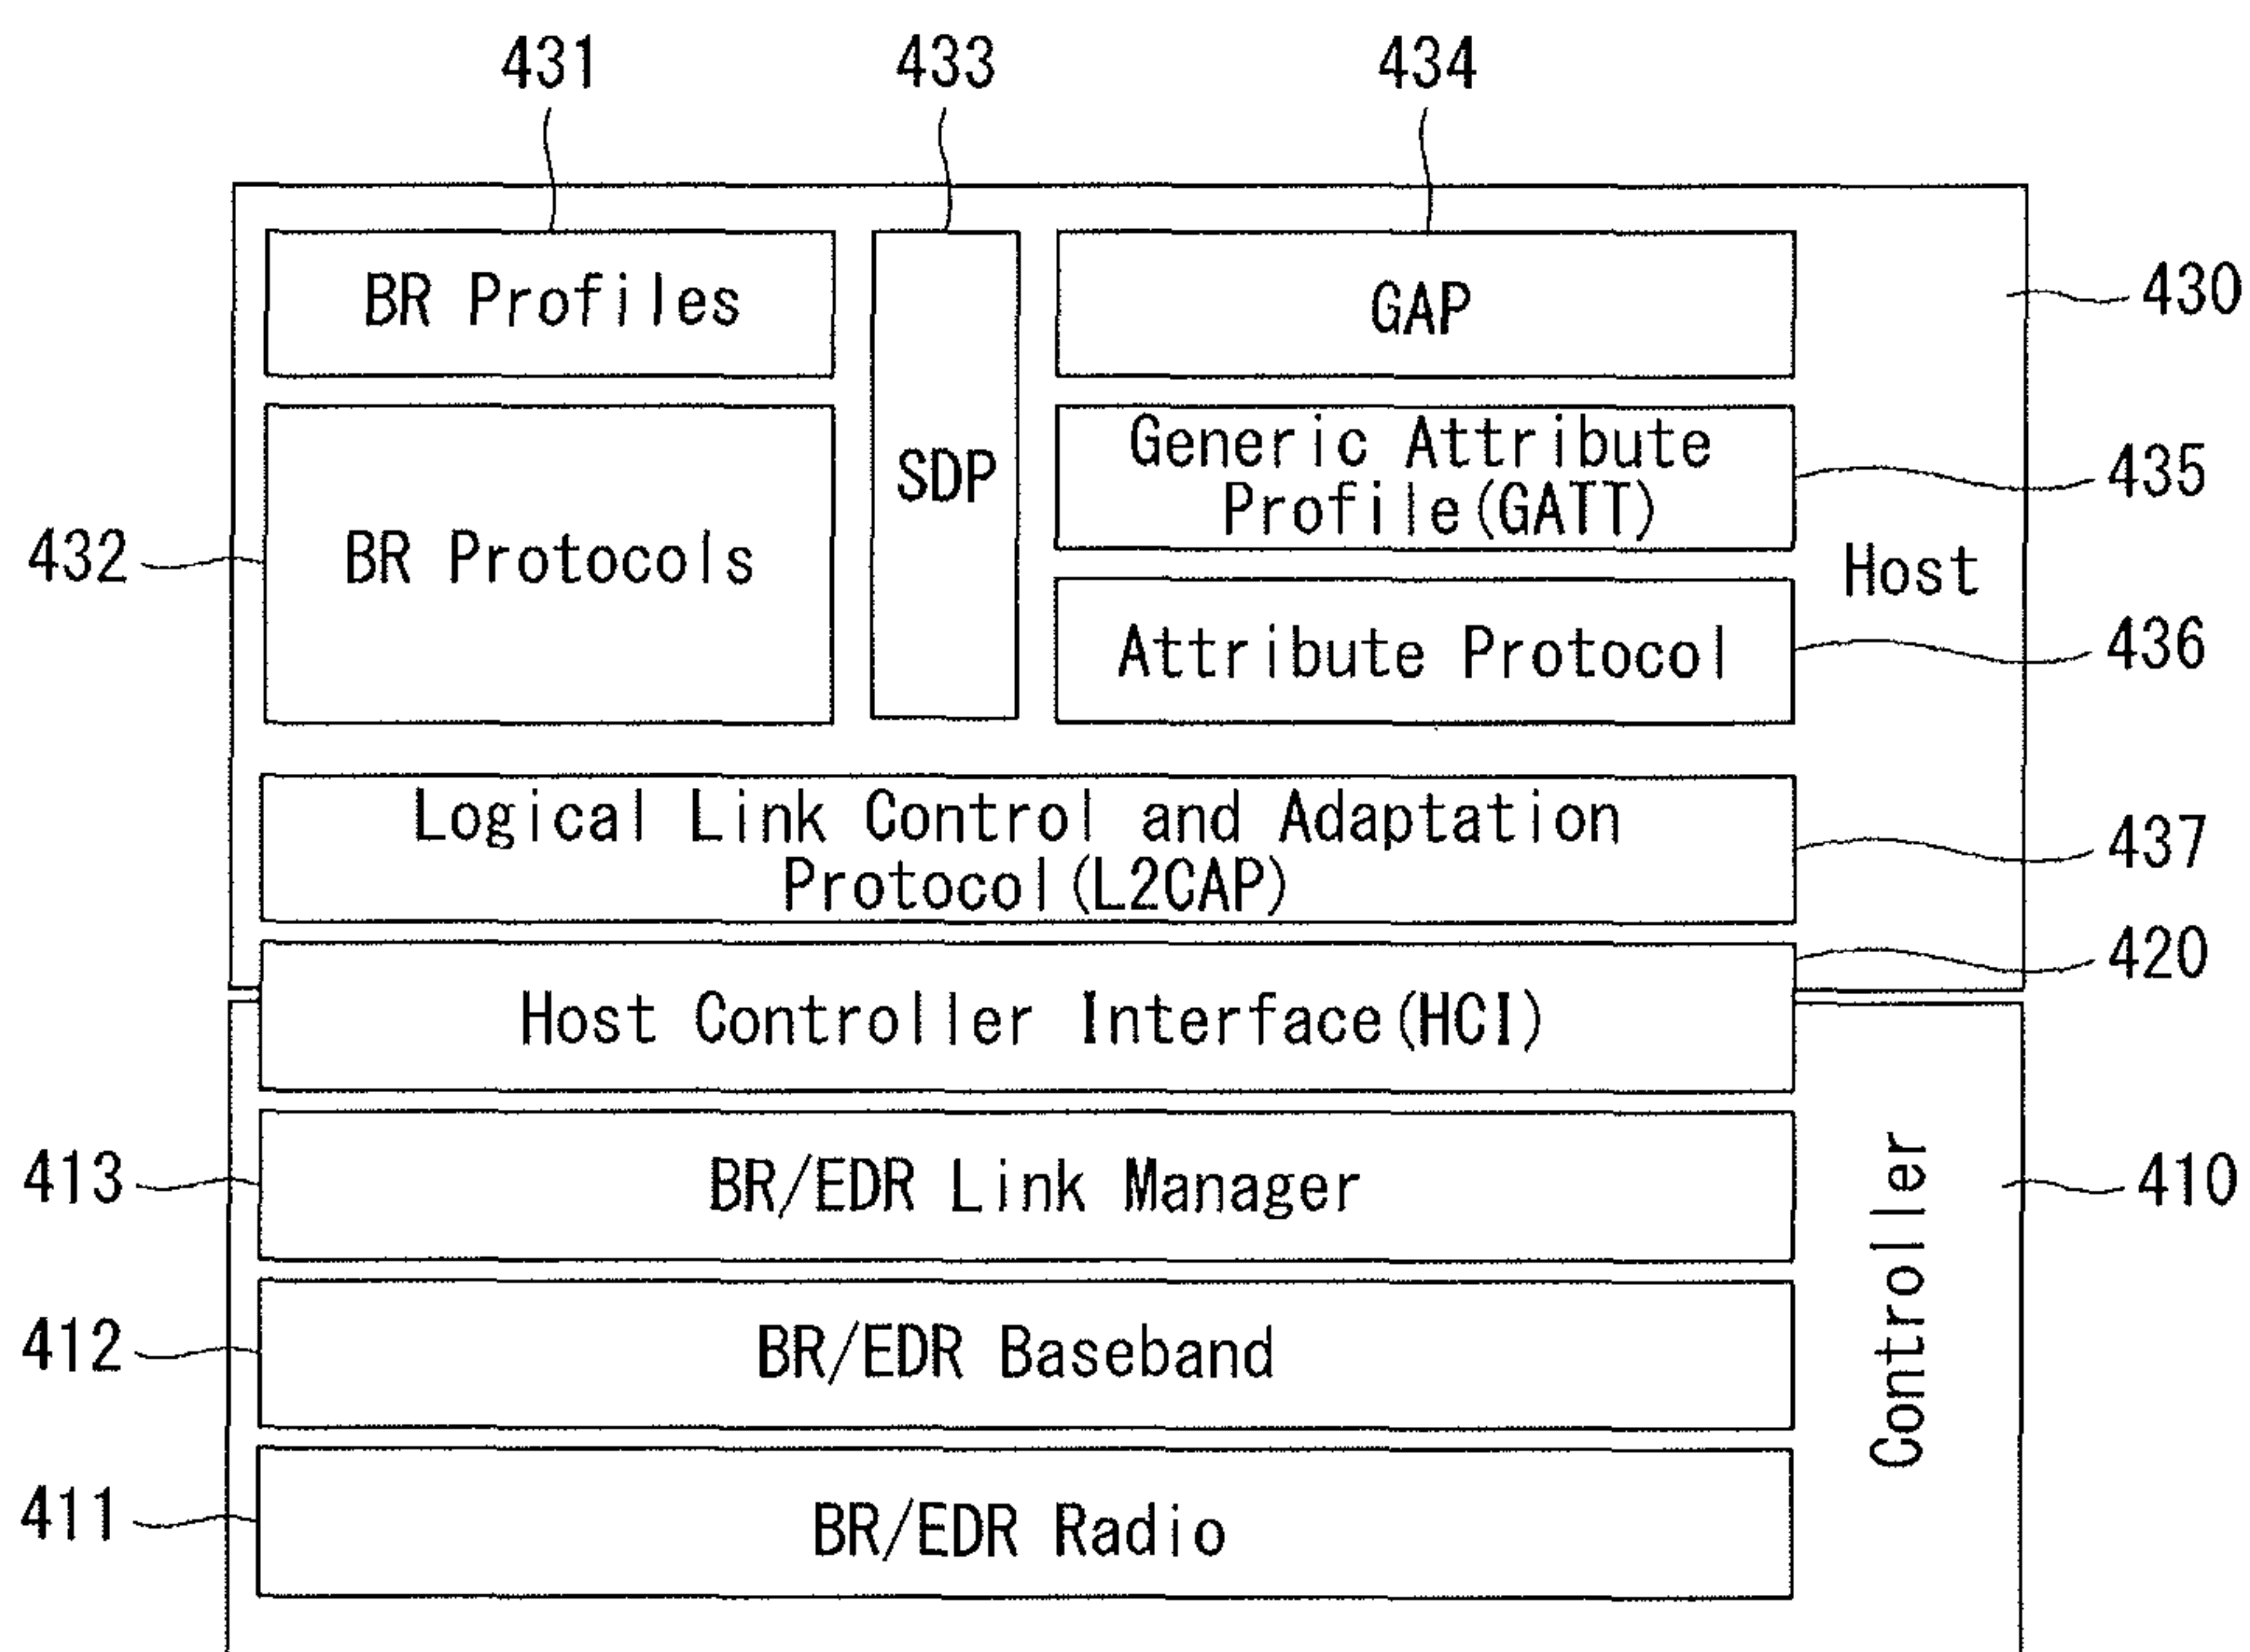 431 433 434
BR Profiles
GAP
430
SDP
Generic Attribute
Profile(GATT)
435
432
BR Protocols
Host
Attribute Protocol
436
Logical Link Control and Adaptation
Protocol(L2CAP)
437
420
Host Controller Interface(HCI)
413
BR/EDR Link Manager
410
Controller
412
BR/EDR Baseband
411
BR/EDR Radio